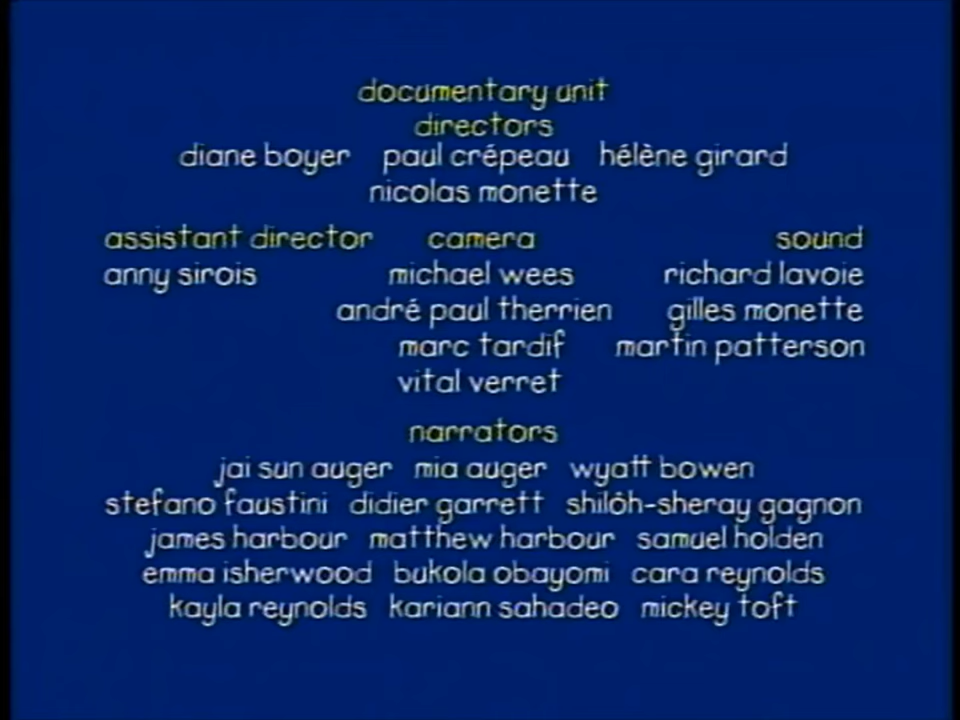 documentary unit
directors
diane boyer paul crépeau hélène girard
nicolas monette
assistant director camera sound
anny sirois michael wees richard lavoie
andré paul therrien gilles monette
marc tardif martin patterson
vital verret
narrators
jai sun auger mia auger wyatt bowen
stefano faustini didier garrett shilôh-sheray gagnon
james harbour matthew harbour samuel holden
emma isherwood bukola obayomi cara reynolds
kayla reynolds kariann sahadeo mickey toft